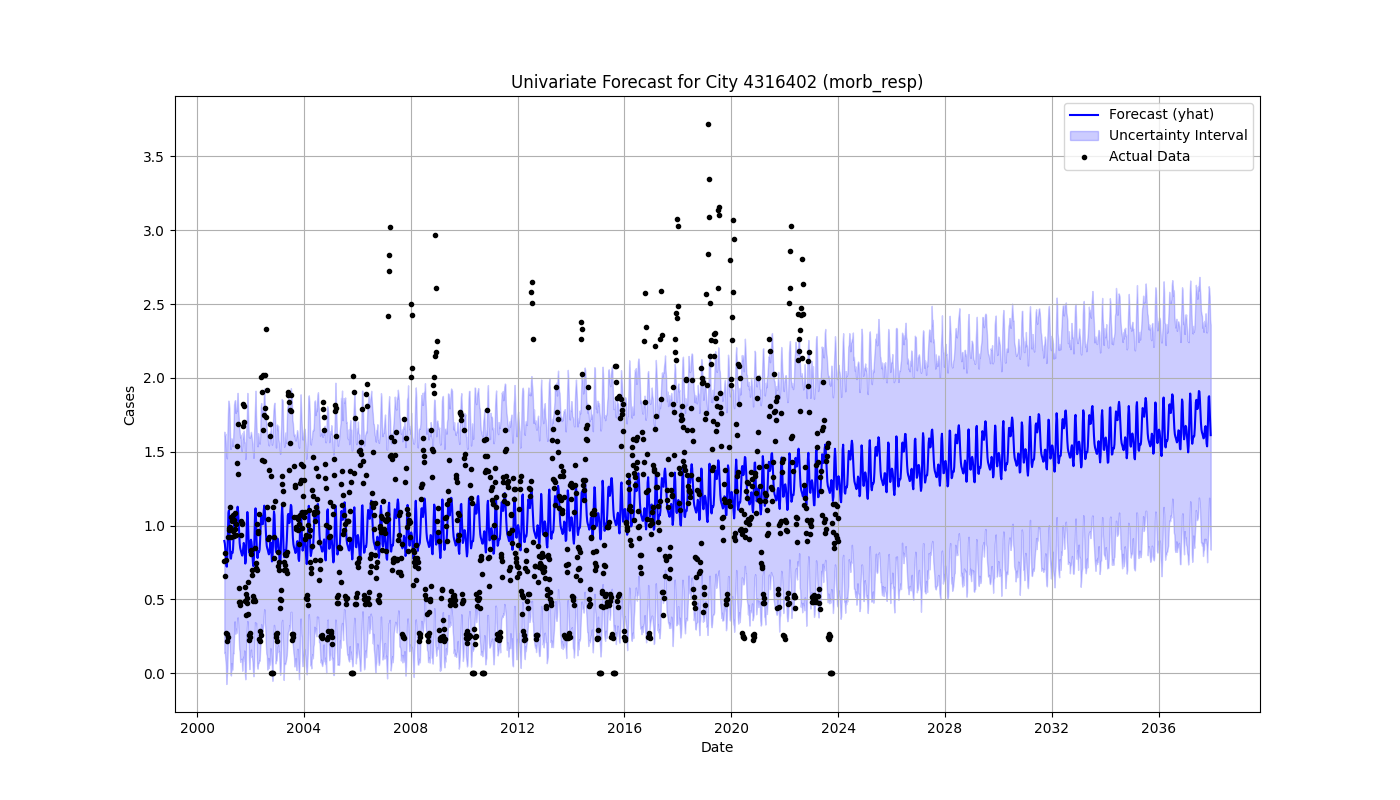 Univariate Forecast for City 4316402 (morb_resp)
Forecast (yhat)
Uncertainty Interval
Actual Data
Cases
3.5
3.0
2.5
2.0
1.5
1.0
0.5
0.0
2000 2004 2008 2012 2016 2020 2024 2028 2032 2036
Date